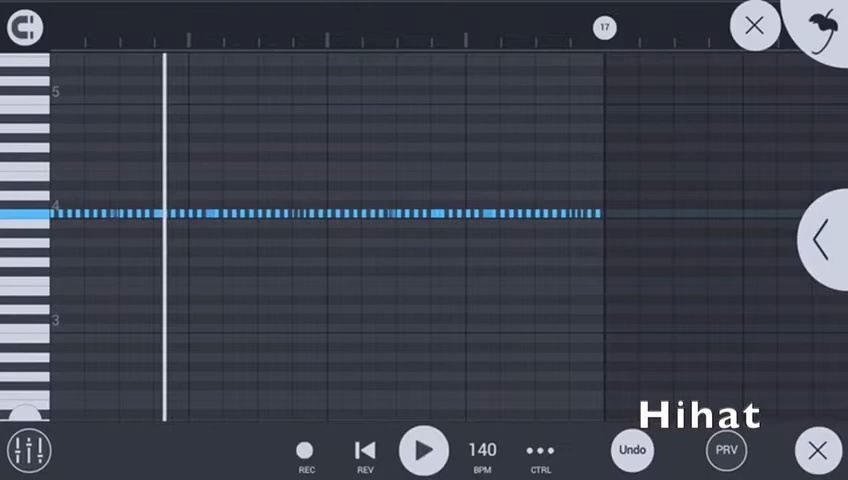 17
5
4
3
Hihat
140
Undo
PRV
REC
REV
BPM
CTRL